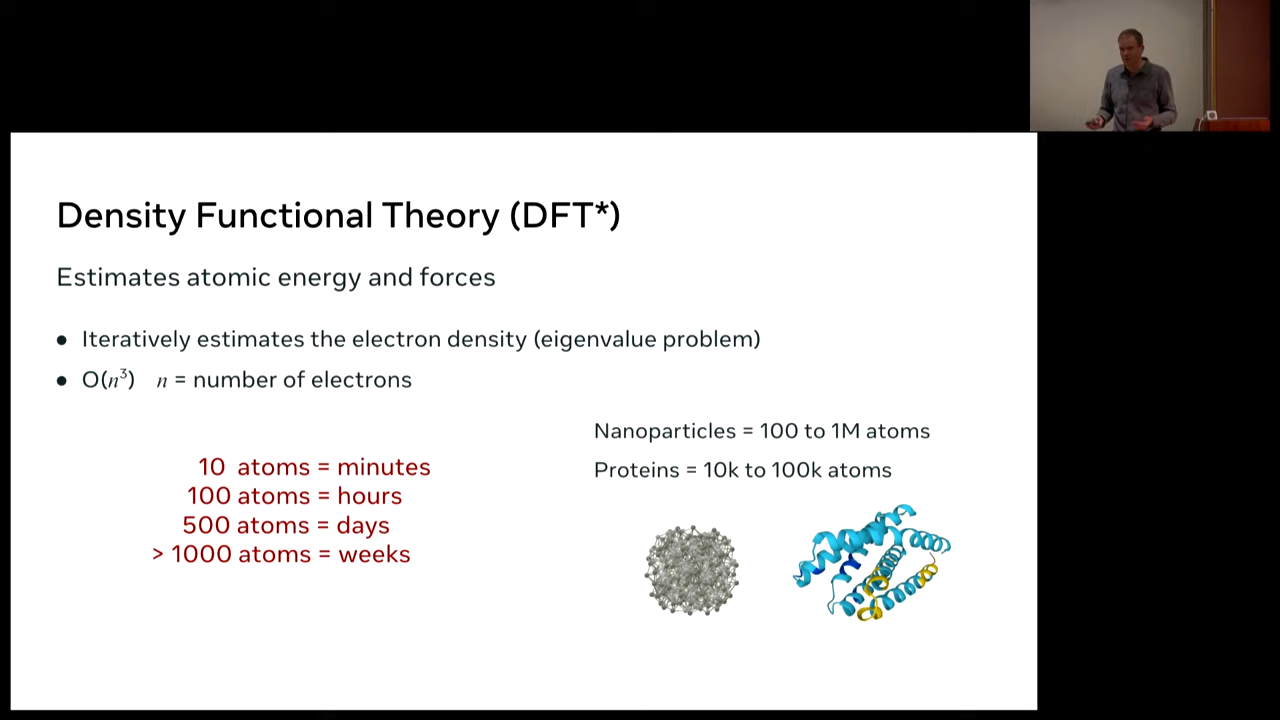 Density Functional Theory (DFT*)
Estimates atomic energy and forces
• Iteratively estimates the electron density (eigenvalue problem)
• O(n³) n = number of electrons
10 atoms = minutes
100 atoms = hours
500 atoms = days
> 1000 atoms = weeks
Nanoparticles = 100 to 1M atoms
Proteins = 10k to 100k atoms